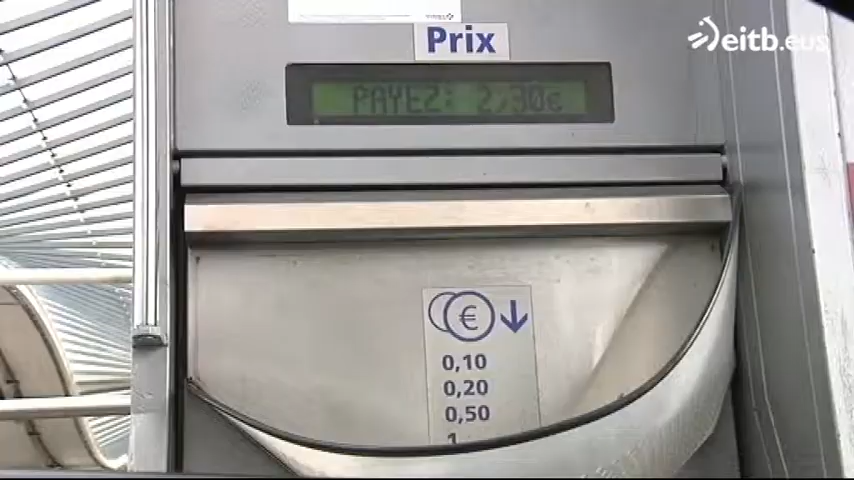 eitb.eus
Prix
PAYEZ: 2,30€
€
0,10
0,20
0,50
1